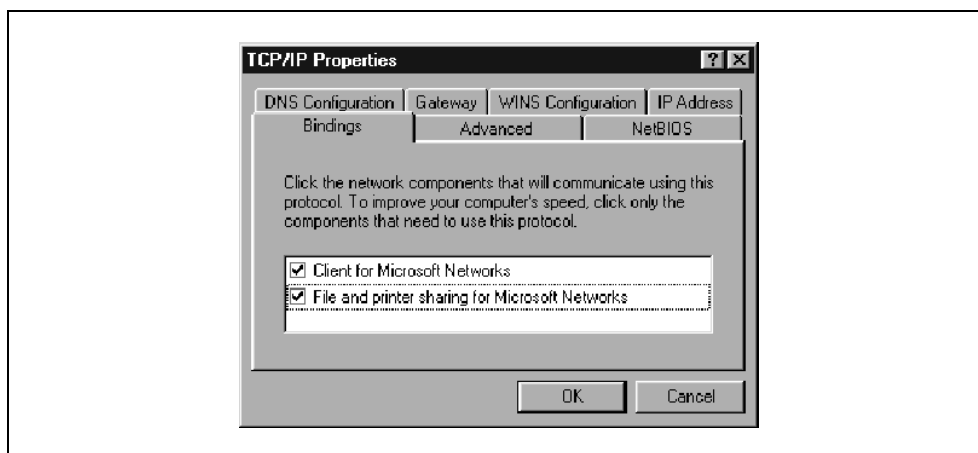 TCP/IP Properties
DNS Configuration Gateway WINS Configuration IP Address
Bindings Advanced NetBIOS
Click the network components that will communicate using this
protocol. To improve your computer's speed, click only the
components that need to use this protocol.
Client for Microsoft Networks
File and printer sharing for Microsoft Networks
OK Cancel